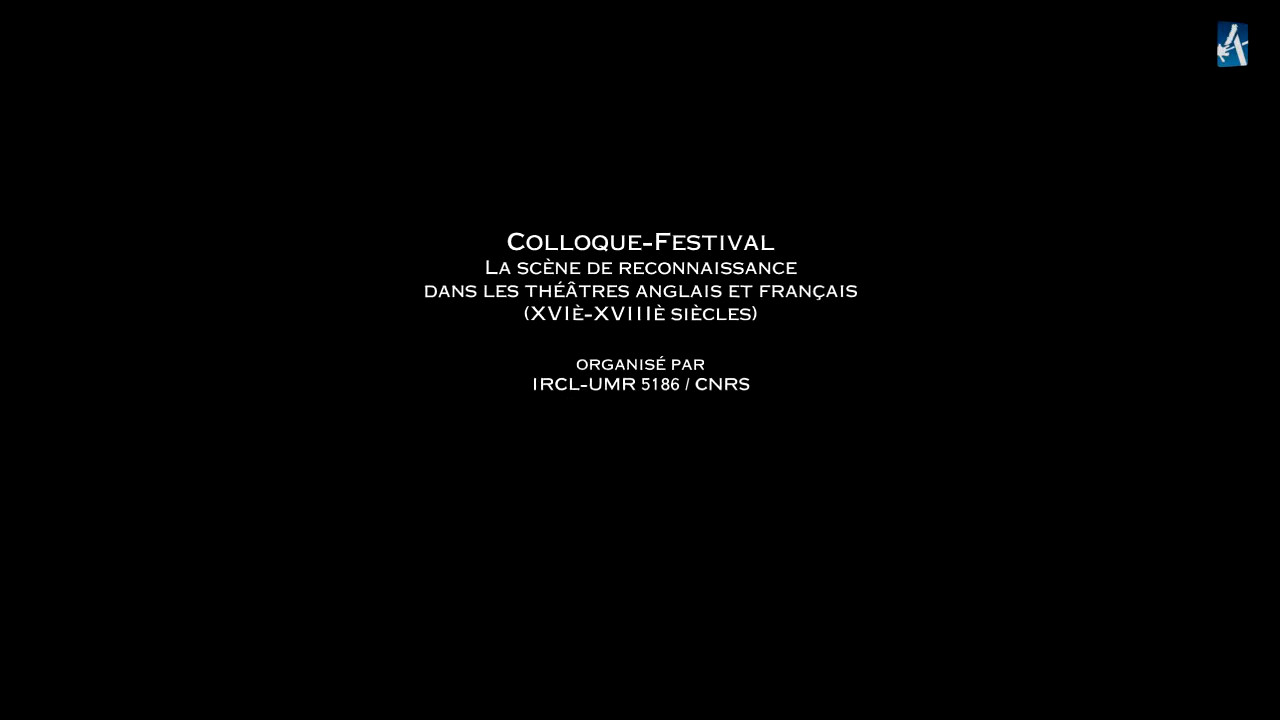 Colloque-Festival
La scène de reconnaissance
dans les théâtres anglais et français
(XVIè-XVIIIè siècles)
organisé par
IRCL-UMR 5186 / CNRS